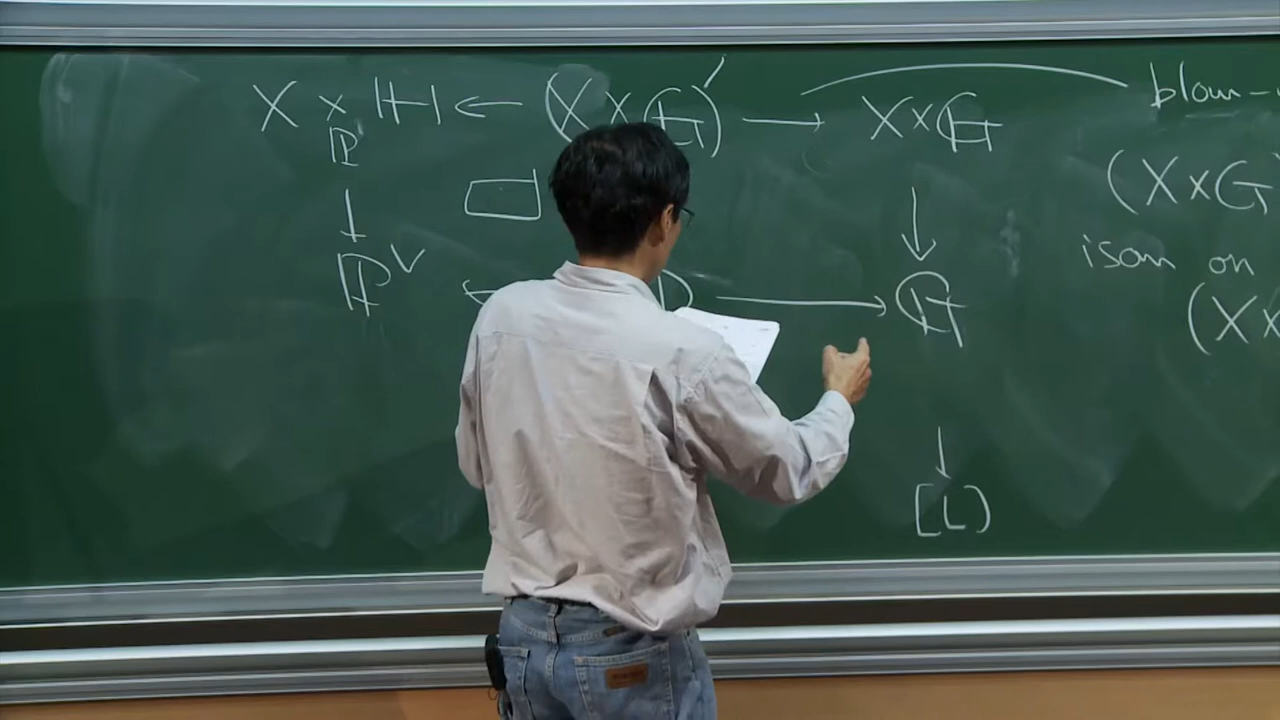 X × ℍ ← (X × 𝔾)′ → X × 𝔾 blow-
ℙ
↓ □ ↓ (X × G
ℙ∨ ← D → 𝔾 isom on
(X ×
↓
[L)